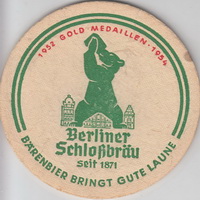 1952 GOLD MEDAILLEN · 1954
Berliner
Schloßbräu
seit 1871
BÄRENBIER BRINGT GUTE LAUNE